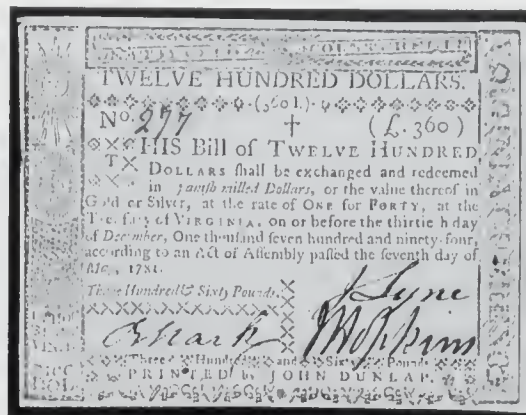 TWELVE HUNDRED DOLLARS.
(360 l.)
No. 277 (£. 360)
THIS Bill of TWELVE HUNDRED
DOLLARS shall be exchanged and redeemed
in Spanish milled Dollars, or the value thereof in
Gold or Silver, at the rate of ONE for FORTY, at the
Treasury of VIRGINIA, on or before the thirtieth day
of December, One thousand seven hundred and ninety-four,
according to an Act of Assembly passed the seventh day of
May, 1781.
Three Hundred & Sixty Pounds.
J Lyne
J Hopkins
Three Hundred and Sixty Pounds
PRINTED by JOHN DUNLAP